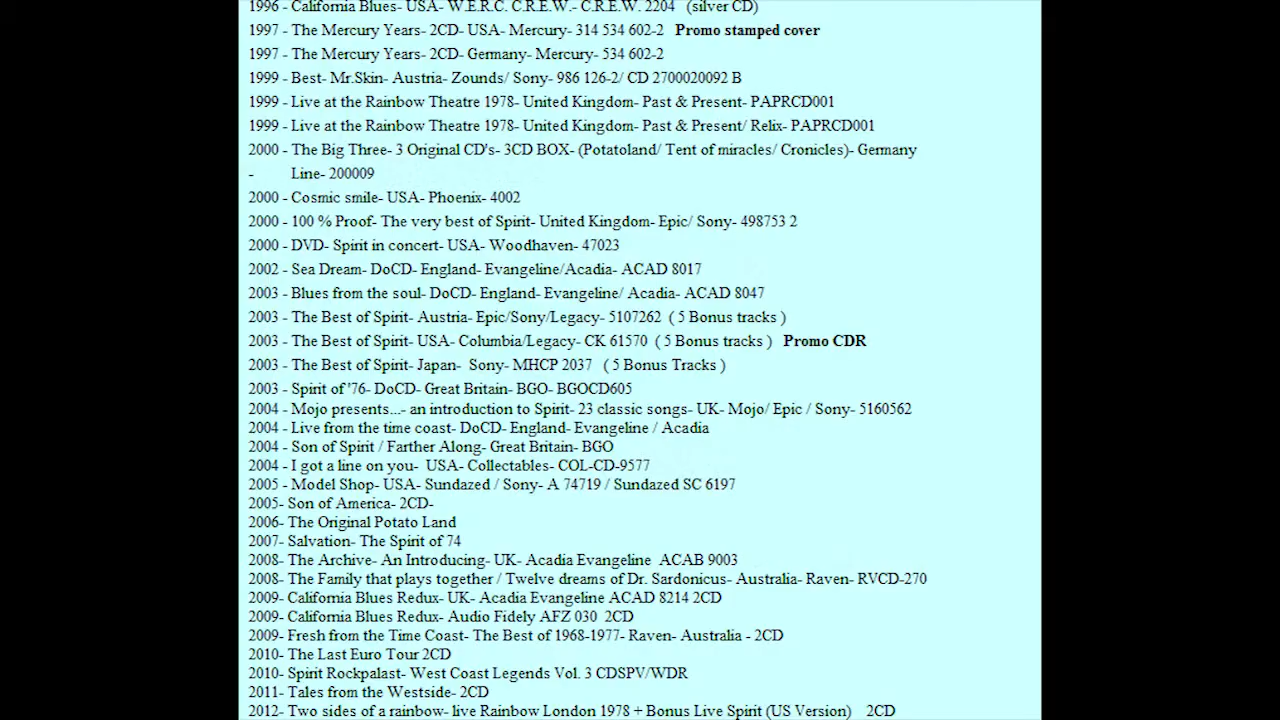 1996 - California Blues- USA- W.E.R.C. C.R.E.W.- C.R.E.W. 2204 (silver CD)
1997 - The Mercury Years- 2CD- USA- Mercury- 314 534 602-2 Promo stamped cover
1997 - The Mercury Years- 2CD- Germany- Mercury- 534 602-2
1999 - Best- Mr.Skin- Austria- Zounds/ Sony- 986 126-2/ CD 2700020092 B
1999 - Live at the Rainbow Theatre 1978- United Kingdom- Past & Present- PAPRCD001
1999 - Live at the Rainbow Theatre 1978- United Kingdom- Past & Present/ Relix- PAPRCD001
2000 - The Big Three- 3 Original CD's- 3CD BOX- (Potatoland/ Tent of miracles/ Cronicles)- Germany
- Line- 200009
2000 - Cosmic smile- USA- Phoenix- 4002
2000 - 100 % Proof- The very best of Spirit- United Kingdom- Epic/ Sony- 498753 2
2000 - DVD- Spirit in concert- USA- Woodhaven- 47023
2002 - Sea Dream- DoCD- England- Evangeline/Acadia- ACAD 8017
2003 - Blues from the soul- DoCD- England- Evangeline/ Acadia- ACAD 8047
2003 - The Best of Spirit- Austria- Epic/Sony/Legacy- 5107262 ( 5 Bonus tracks )
2003 - The Best of Spirit- USA- Columbia/Legacy- CK 61570 ( 5 Bonus tracks ) Promo CDR
2003 - The Best of Spirit- Japan- Sony- MHCP 2037 ( 5 Bonus Tracks )
2003 - Spirit of '76- DoCD- Great Britain- BGO- BGOCD605
2004 - Mojo presents...- an introduction to Spirit- 23 classic songs- UK- Mojo/ Epic / Sony- 5160562
2004 - Live from the time coast- DoCD- England- Evangeline / Acadia
2004 - Son of Spirit / Farther Along- Great Britain- BGO
2004 - I got a line on you- USA- Collectables- COL-CD-9577
2005 - Model Shop- USA- Sundazed / Sony- A 74719 / Sundazed SC 6197
2005- Son of America- 2CD-
2006- The Original Potato Land
2007- Salvation- The Spirit of 74
2008- The Archive- An Introducing- UK- Acadia Evangeline ACAB 9003
2008- The Family that plays together / Twelve dreams of Dr. Sardonicus- Australia- Raven- RVCD-270
2009- California Blues Redux- UK- Acadia Evangeline ACAD 8214 2CD
2009- California Blues Redux- Audio Fidely AFZ 030 2CD
2009- Fresh from the Time Coast- The Best of 1968-1977- Raven- Australia - 2CD
2010- The Last Euro Tour 2CD
2010- Spirit Rockpalast- West Coast Legends Vol. 3 CDSPV/WDR
2011- Tales from the Westside- 2CD
2012- Two sides of a rainbow- live Rainbow London 1978 + Bonus Live Spirit (US Version) 2CD